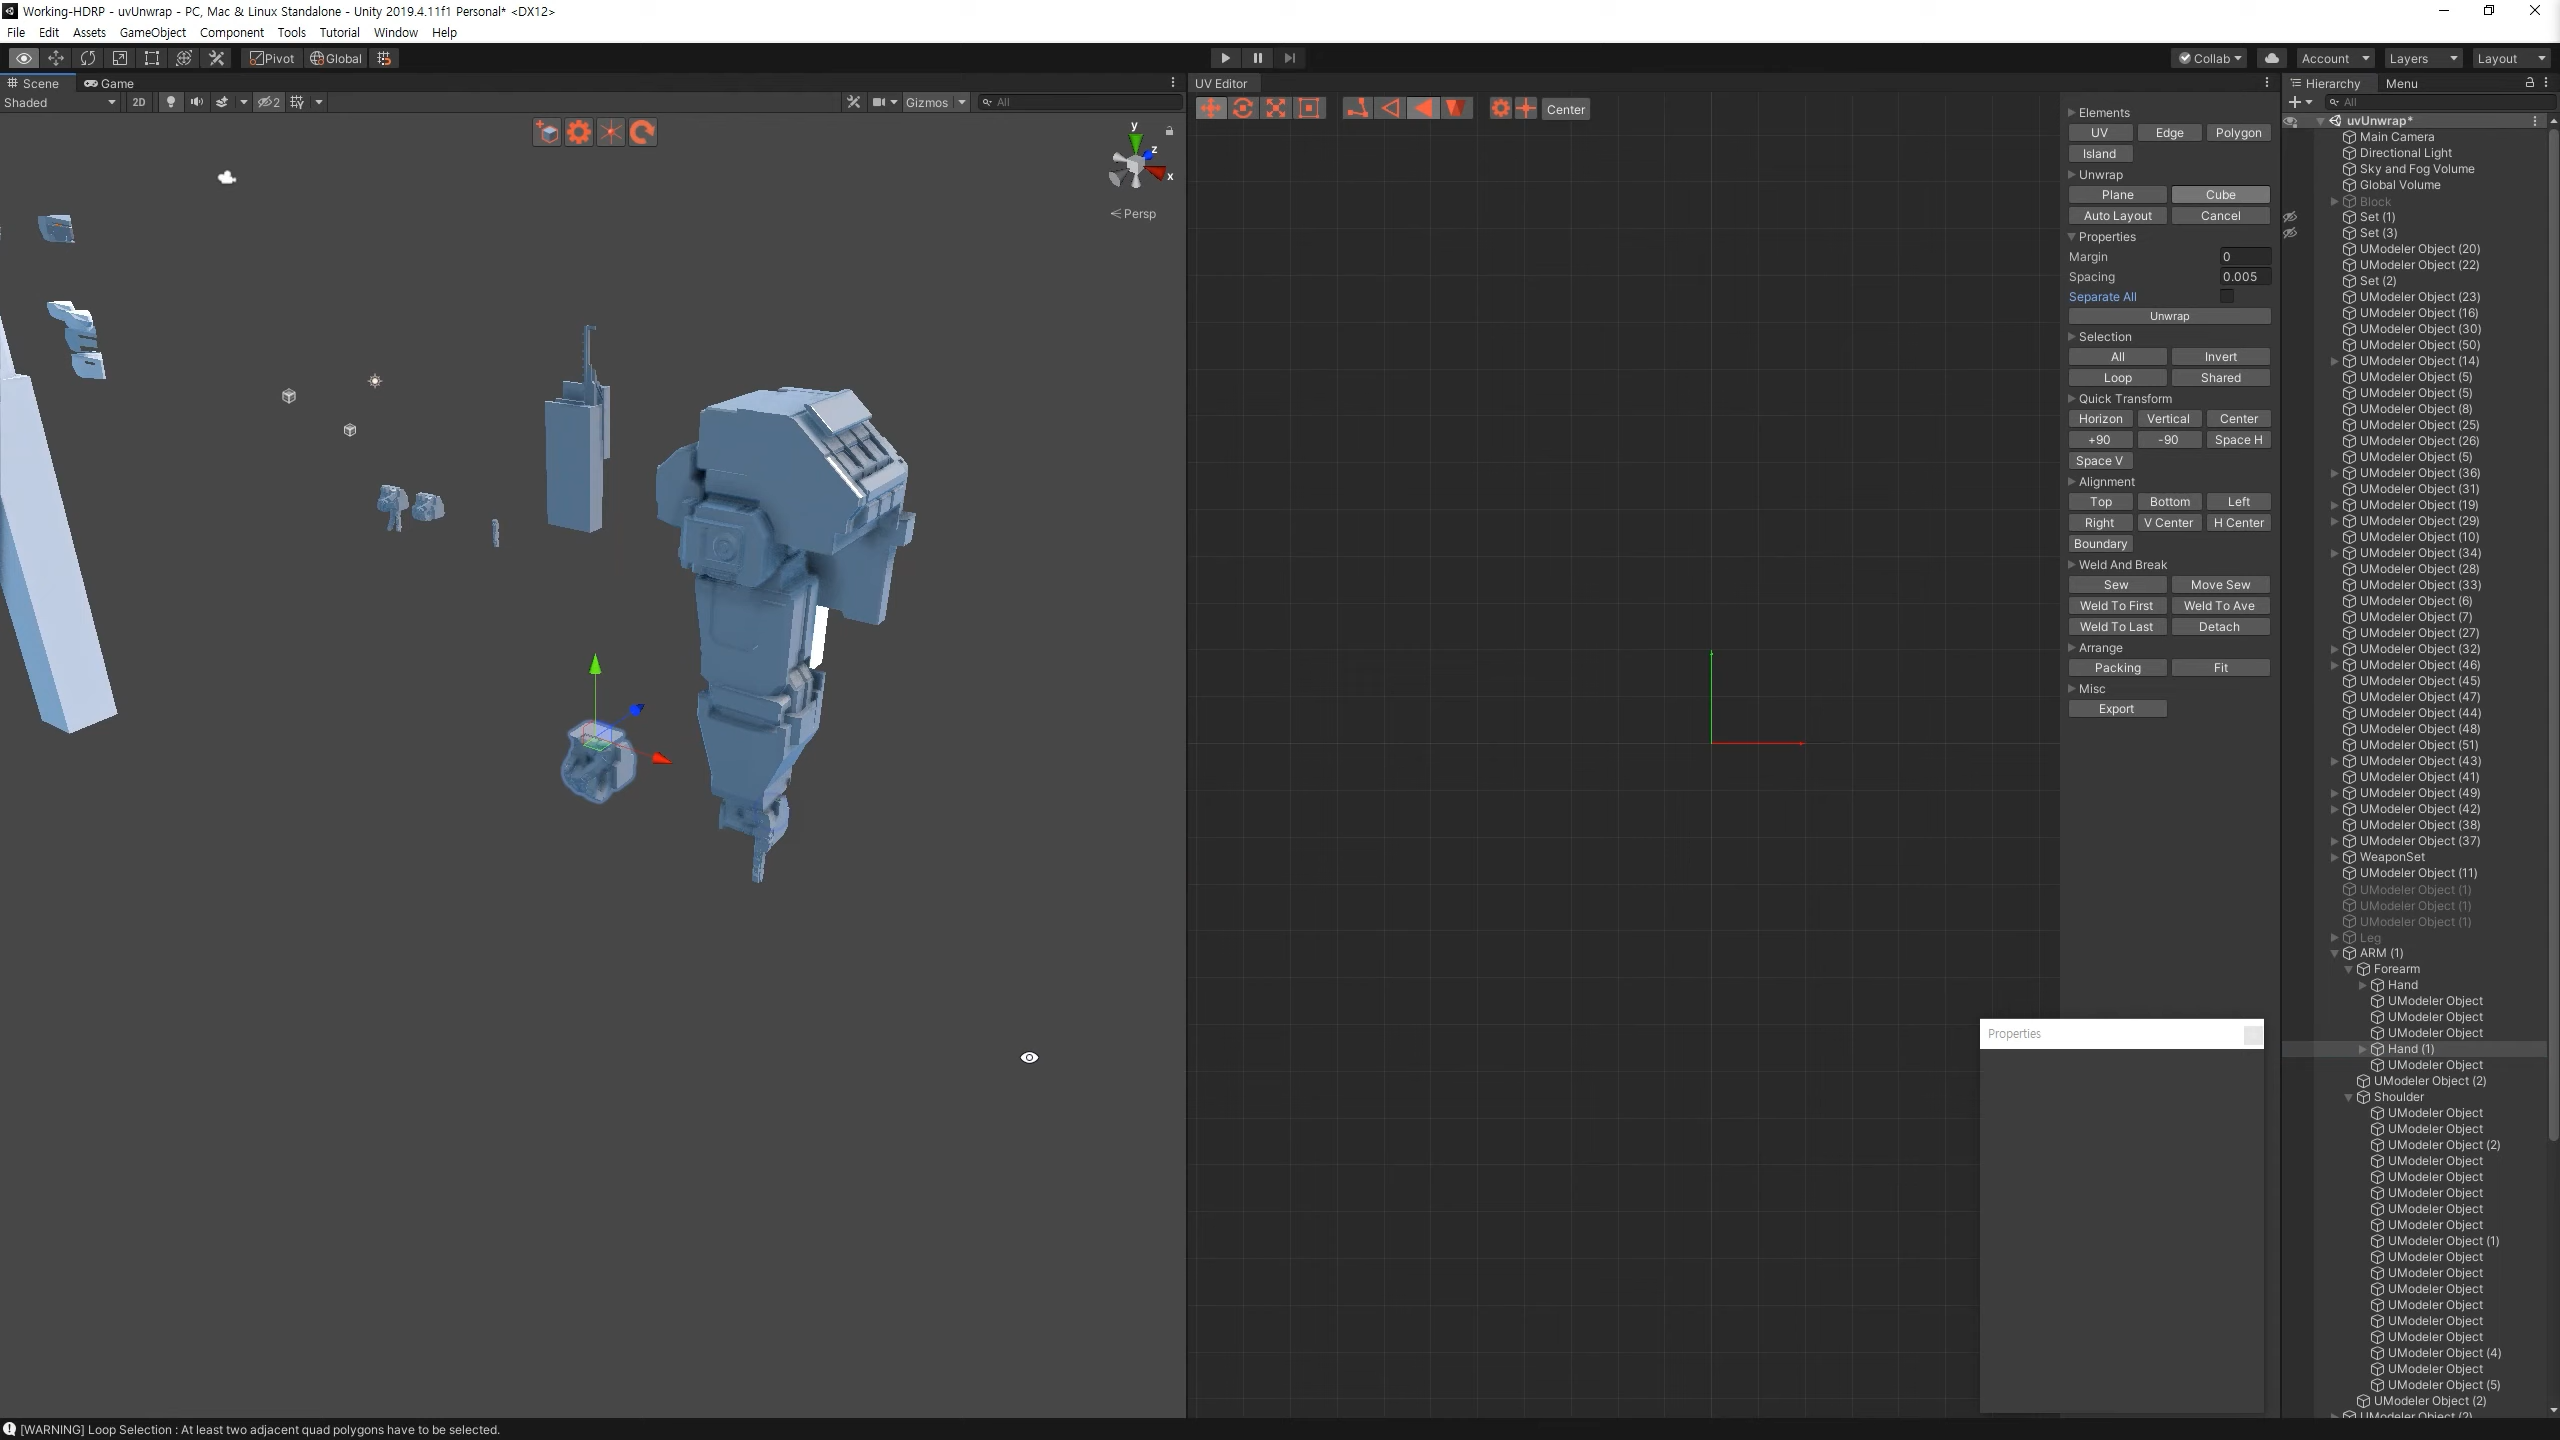 Working-HDRP - uvUnwrap - PC, Mac & Linux Standalone - Unity 2019.4.11f1 Personal* <DX12>
File Edit Assets GameObject Component Tools Tutorial Window Help
Pivot Global Collab Account Layers Layout
Scene Game
Shaded 2D 2 Gizmos All
y
z
x
Persp
UV Editor
Center
Elements
UV Edge Polygon
Island
Unwrap
Plane Cube
Auto Layout Cancel
Properties
Margin 0
Spacing 0.005
Separate All
Unwrap
Selection
All Invert
Loop Shared
Quick Transform
Horizon Vertical Center
+90 -90 Space H
Space V
Alignment
Top Bottom Left
Right V Center H Center
Boundary
Weld And Break
Sew Move Sew
Weld To First Weld To Ave
Weld To Last Detach
Arrange
Packing Fit
Misc
Export
Properties
Hierarchy Menu
All
uvUnwrap*
Main Camera
Directional Light
Sky and Fog Volume
Global Volume
Block
Set (1)
Set (3)
UModeler Object (20)
UModeler Object (22)
Set (2)
UModeler Object (23)
UModeler Object (16)
UModeler Object (30)
UModeler Object (50)
UModeler Object (14)
UModeler Object (5)
UModeler Object (5)
UModeler Object (8)
UModeler Object (25)
UModeler Object (26)
UModeler Object (5)
UModeler Object (36)
UModeler Object (31)
UModeler Object (19)
UModeler Object (29)
UModeler Object (10)
UModeler Object (34)
UModeler Object (28)
UModeler Object (33)
UModeler Object (6)
UModeler Object (7)
UModeler Object (27)
UModeler Object (32)
UModeler Object (46)
UModeler Object (45)
UModeler Object (47)
UModeler Object (44)
UModeler Object (48)
UModeler Object (51)
UModeler Object (43)
UModeler Object (41)
UModeler Object (49)
UModeler Object (42)
UModeler Object (38)
UModeler Object (37)
WeaponSet
UModeler Object (11)
UModeler Object (1)
UModeler Object (1)
UModeler Object (1)
Leg
ARM (1)
Forearm
Hand
UModeler Object
UModeler Object
UModeler Object
Hand (1)
UModeler Object
UModeler Object (2)
Shoulder
UModeler Object
UModeler Object
UModeler Object (2)
UModeler Object
UModeler Object
UModeler Object
UModeler Object
UModeler Object
UModeler Object (1)
UModeler Object
UModeler Object
UModeler Object
UModeler Object
UModeler Object
UModeler Object
UModeler Object (4)
UModeler Object
UModeler Object (5)
UModeler Object (2)
UModeler Object (2)
[WARNING] Loop Selection : At least two adjacent quad polygons have to be selected.